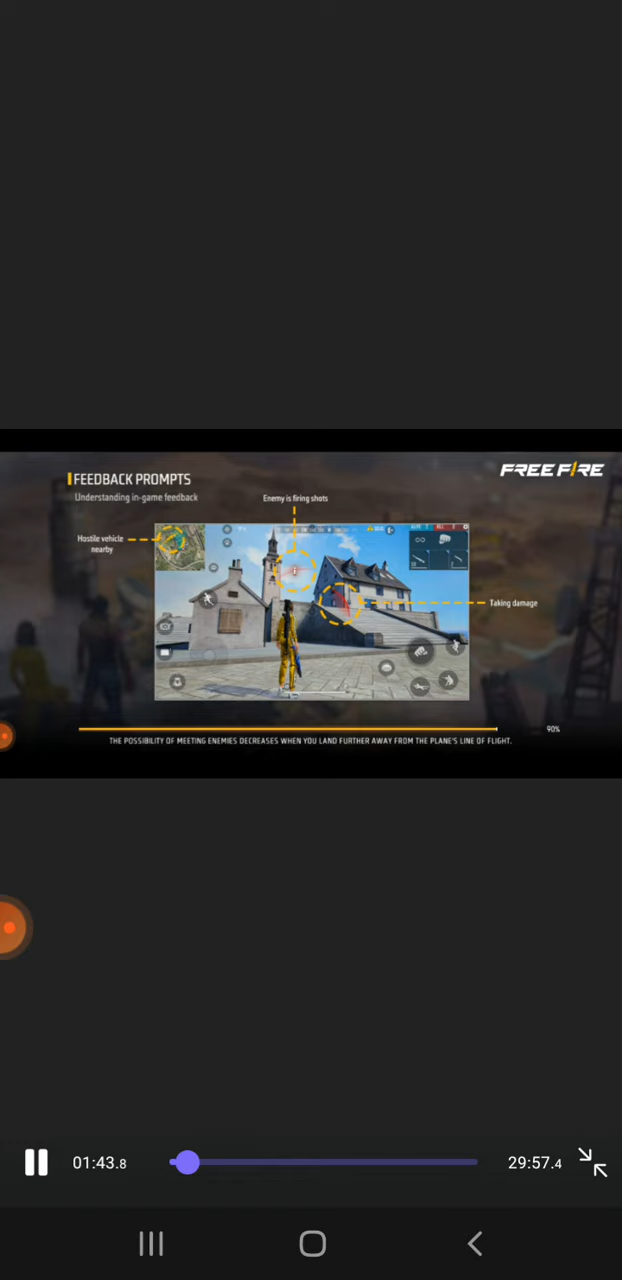 FREE FIRE
FEEDBACK PROMPTS
Understanding in-game feedback
Enemy is firing shots
Hostile vehicle
nearby
Taking damage
90%
THE POSSIBILITY OF MEETING ENEMIES DECREASES WHEN YOU LAND FURTHER AWAY FROM THE PLANE'S LINE OF FLIGHT.
01:43.8
29:57.4